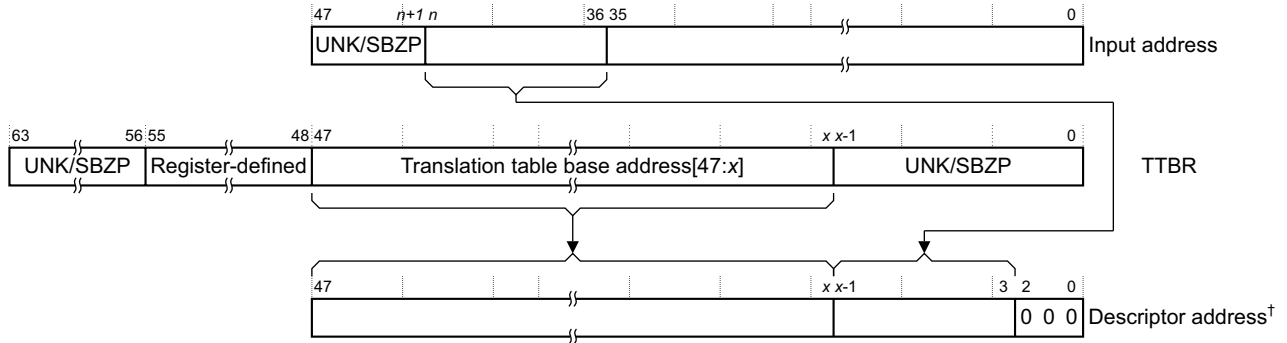 47 n+1 n 36 35 0
UNK/SBZP Input address
63 56 55 48 47 x x-1 0
UNK/SBZP Register-defined Translation table base address[47:x] UNK/SBZP TTBR
47 x x-1 3 2 0
0 0 0 Descriptor address†